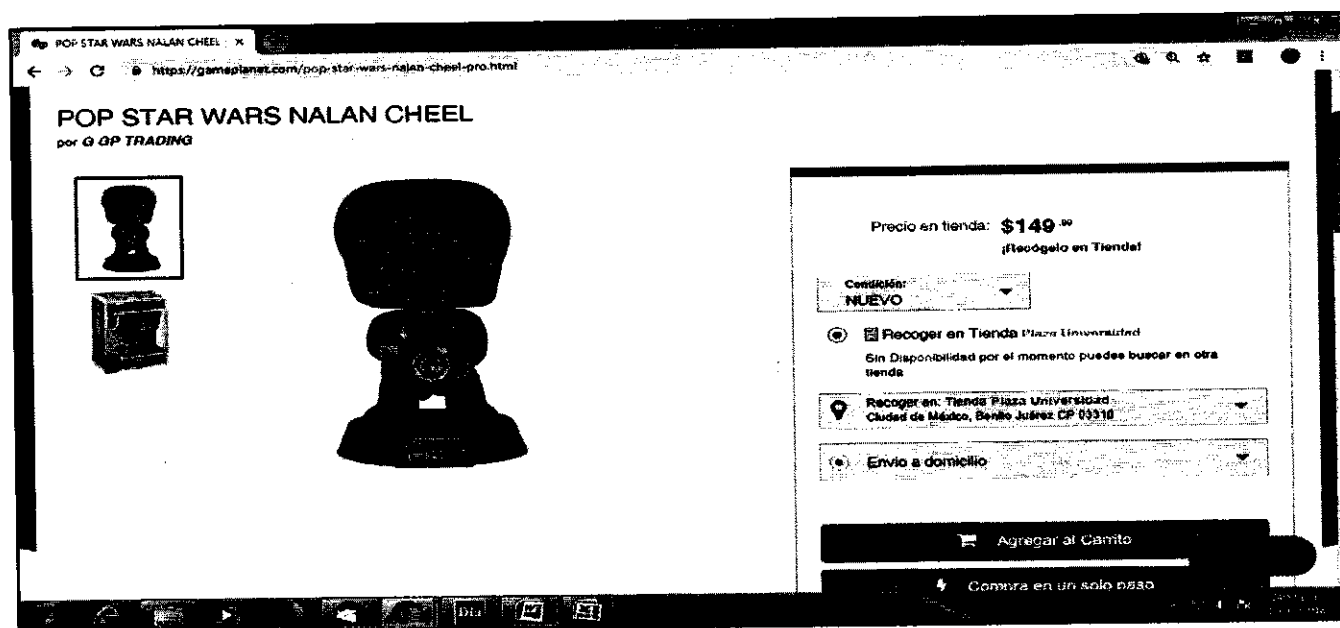 POP STAR WARS NALAN CHEEL
https://gameplanet.com/pop-star-wars-nalan-cheel-pro.html
POP STAR WARS NALAN CHEEL
por G GP TRADING
Precio en tienda: $149
¡Recógelo en Tienda!
Condición:
NUEVO
Recoger en Tienda Plaza Universidad
Sin Disponibilidad por el momento puedes buscar en otra
tienda
Recoger en: Tienda Plaza Universidad
Ciudad de México, Benito Juárez CP 03310
Envío a domicilio
Agregar al Carrito
Compra en un solo paso
Dia